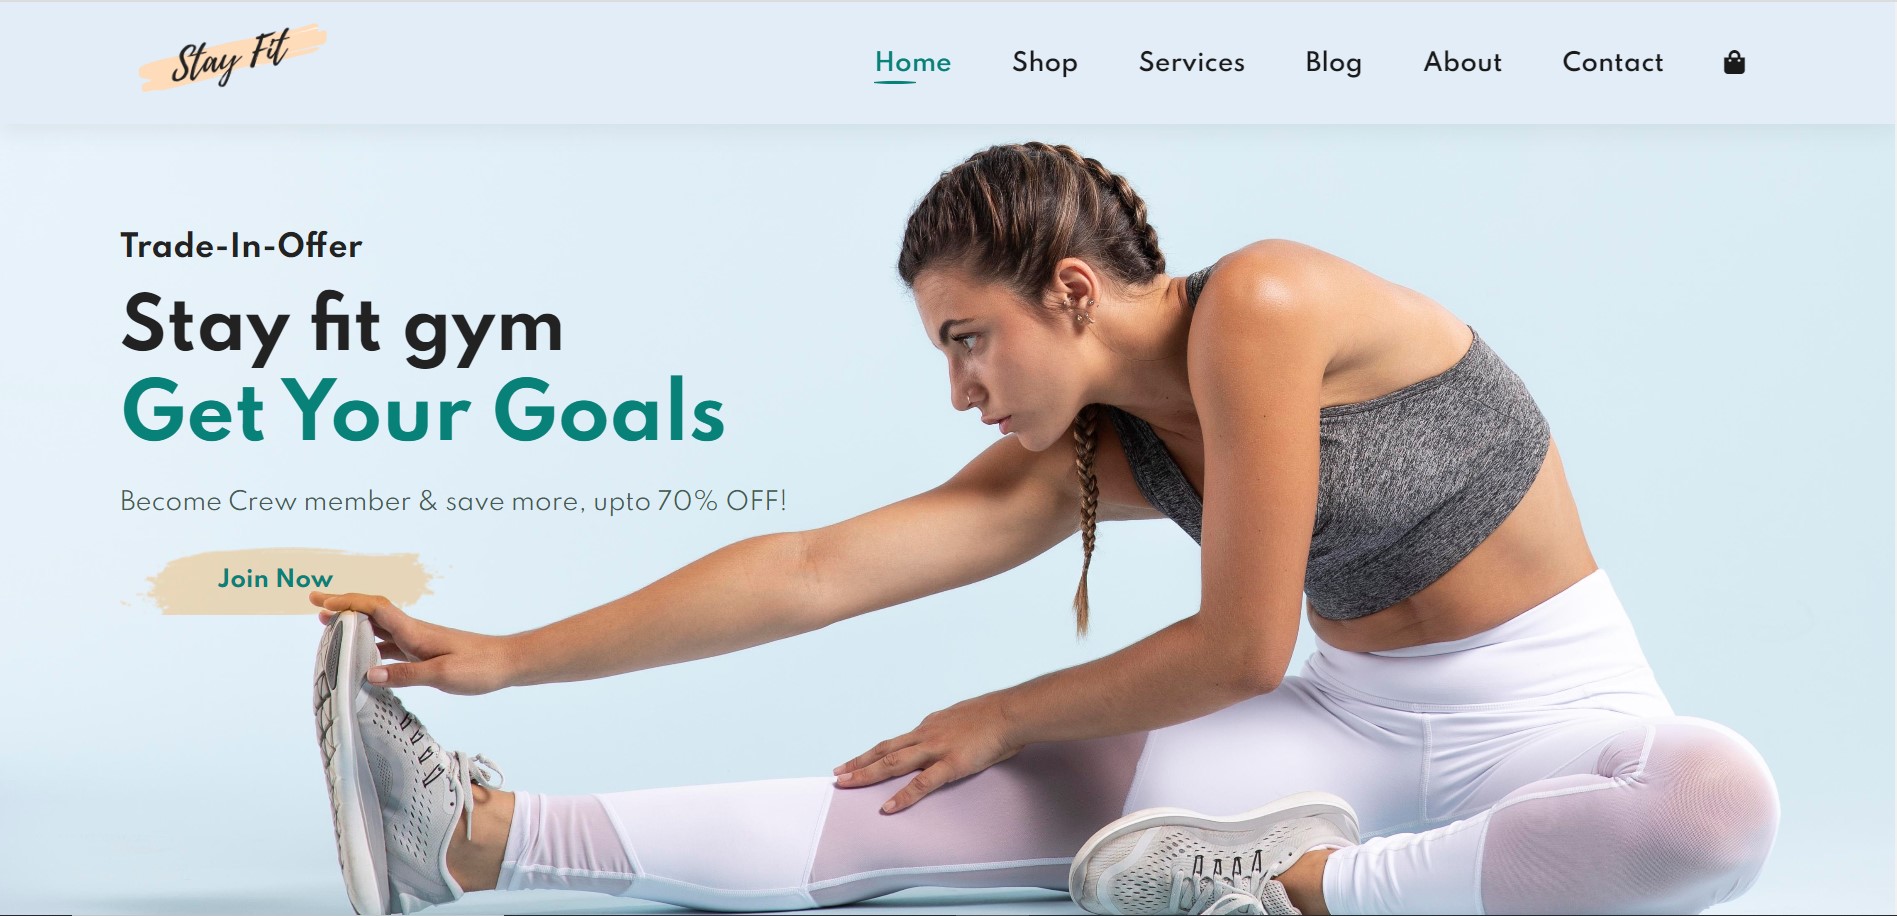 Stay Fit
Home Shop Services Blog About Contact
Trade-In-Offer
Stay fit gym
Get Your Goals
Become Crew member & save more, upto 70% OFF!
Join Now